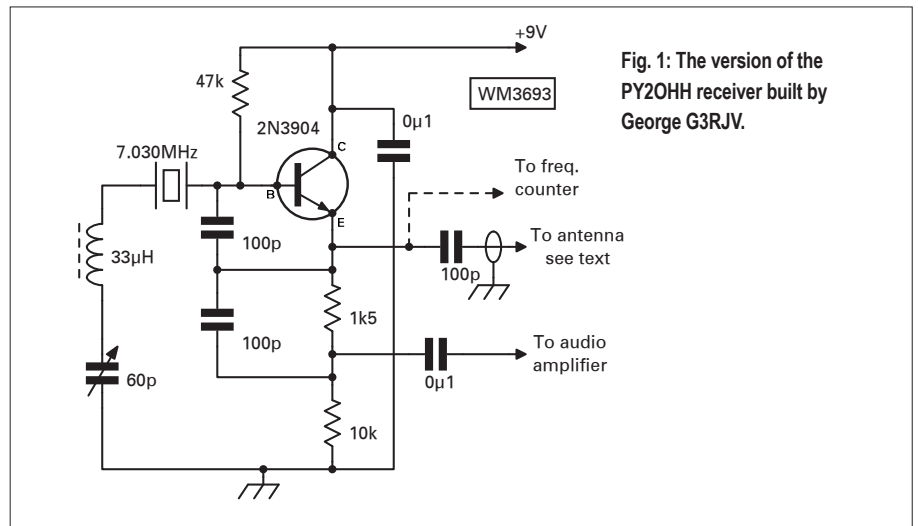 +9V
Fig. 1: The version of the
PY2OHH receiver built by
George G3RJV.
47k
WM3693
2N3904
0µ1
C
7.030MHz
To freq.
counter
B
E
100p
To antenna
see text
33µH
100p
1k5
100p
To audio
amplifier
60p
0µ1
10k